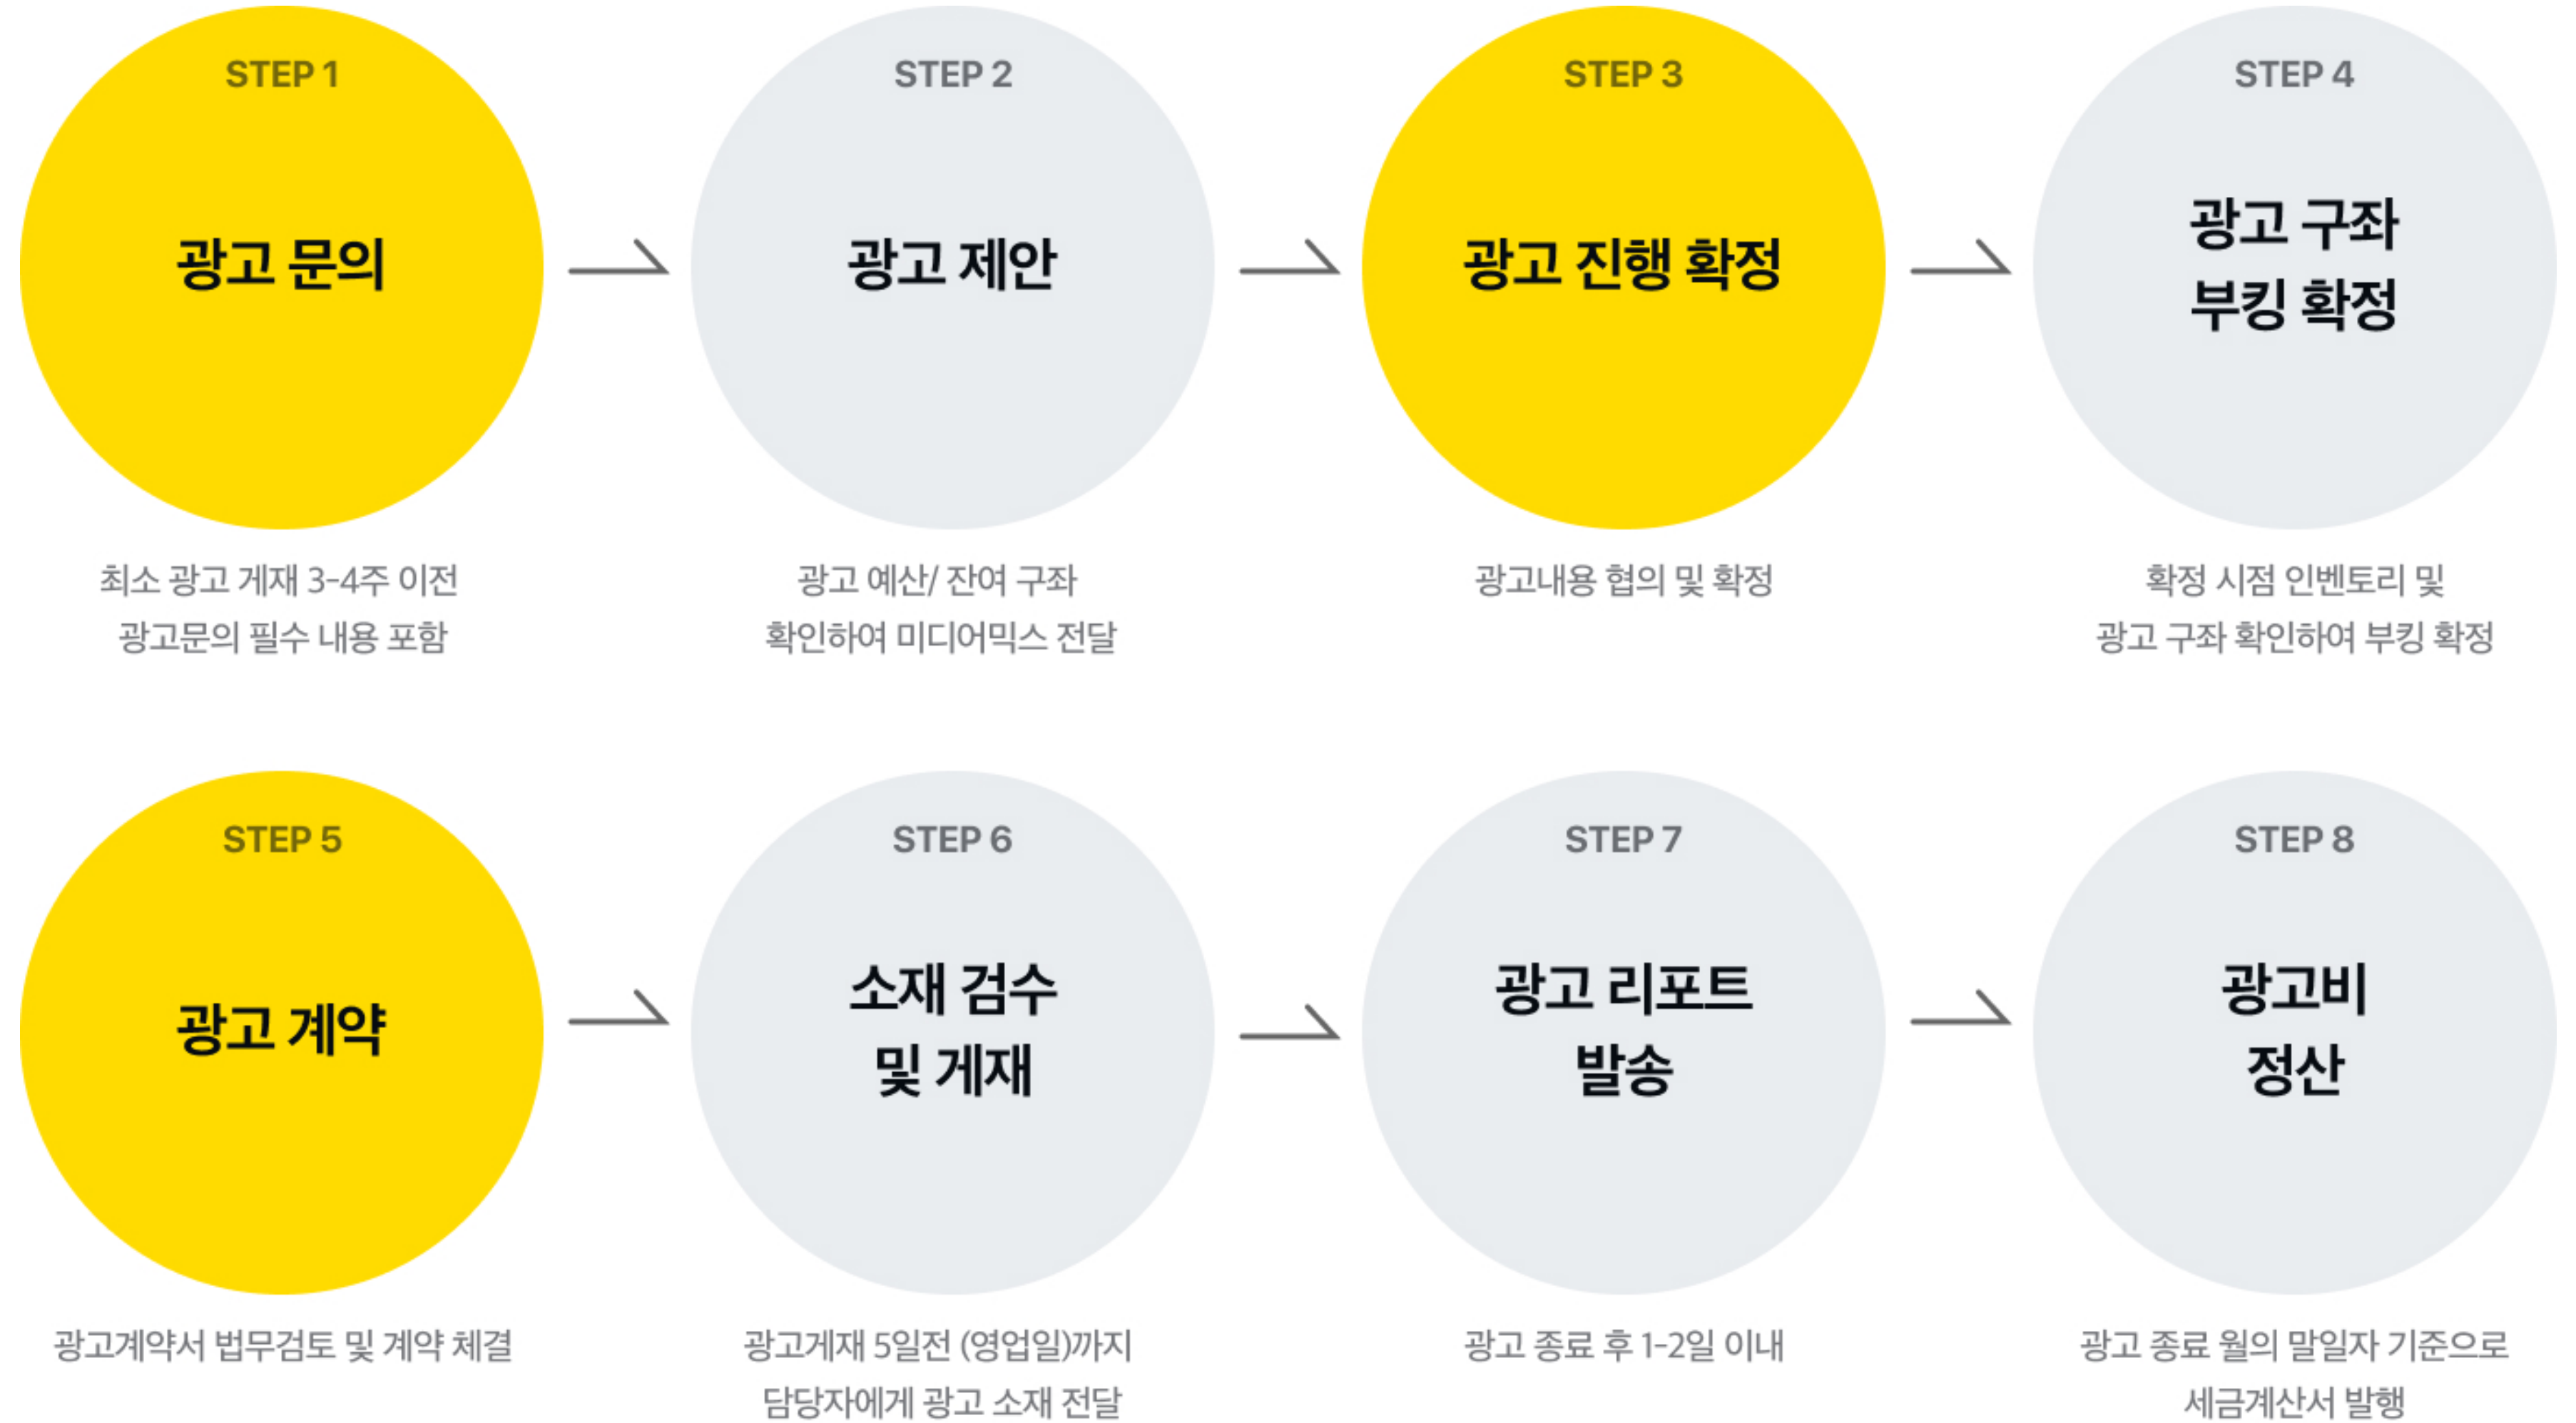 STEP 1
광고 문의
최소 광고 게재 3-4주 이전
광고문의 필수 내용 포함
STEP 2
광고 제안
광고 예산/ 잔여 구좌
확인하여 미디어믹스 전달
STEP 3
광고 진행 확정
광고내용 협의 및 확정
STEP 4
광고 구좌
부킹 확정
확정 시점 인벤토리 및
광고 구좌 확인하여 부킹 확정
STEP 5
광고 계약
광고계약서 법무검토 및 계약 체결
STEP 6
소재 검수
및 게재
광고게재 5일전 (영업일)까지
담당자에게 광고 소재 전달
STEP 7
광고 리포트
발송
광고 종료 후 1-2일 이내
STEP 8
광고비
정산
광고 종료 월의 말일자 기준으로
세금계산서 발행